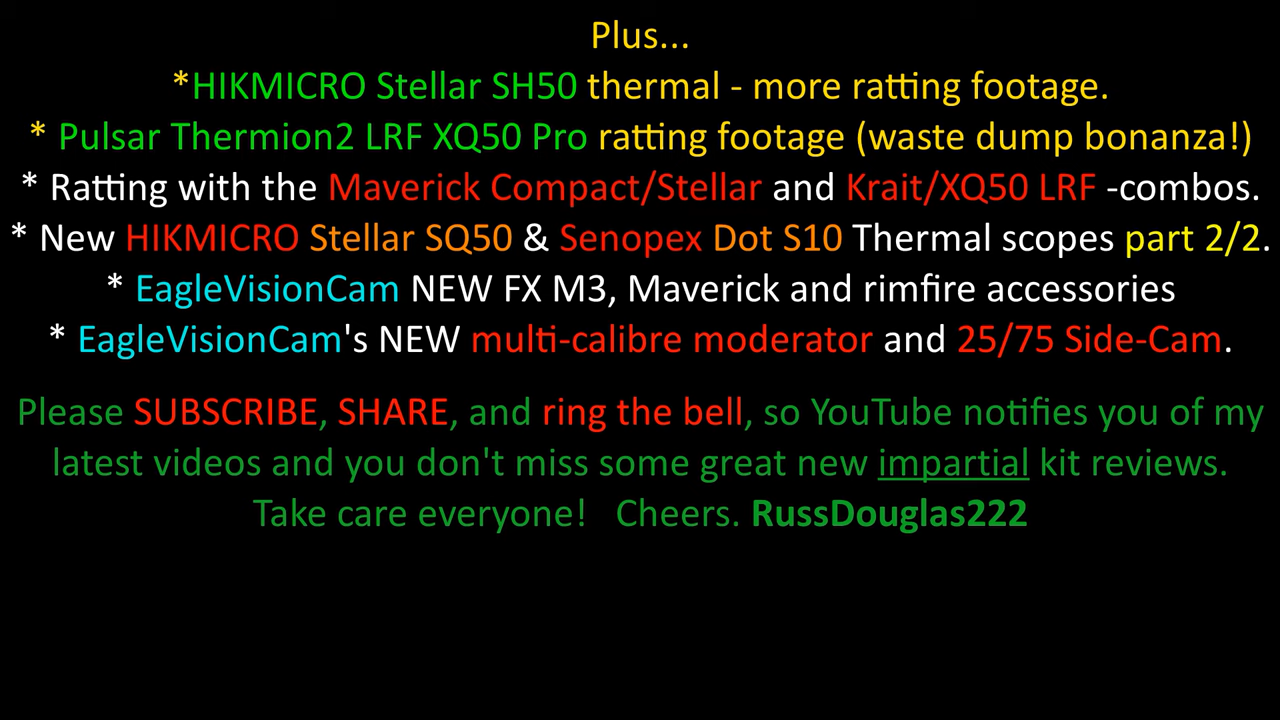 Plus...
*HIKMICRO Stellar SH50 thermal - more ratting footage.
* Pulsar Thermion2 LRF XQ50 Pro ratting footage (waste dump bonanza!)
* Ratting with the Maverick Compact/Stellar and Krait/XQ50 LRF -combos.
* New HIKMICRO Stellar SQ50 & Senopex Dot S10 Thermal scopes part 2/2.
* EagleVisionCam NEW FX M3, Maverick and rimfire accessories
* EagleVisionCam's NEW multi-calibre moderator and 25/75 Side-Cam.
Please SUBSCRIBE, SHARE, and ring the bell, so YouTube notifies you of my
latest videos and you don't miss some great new impartial kit reviews.
Take care everyone! Cheers. RussDouglas222